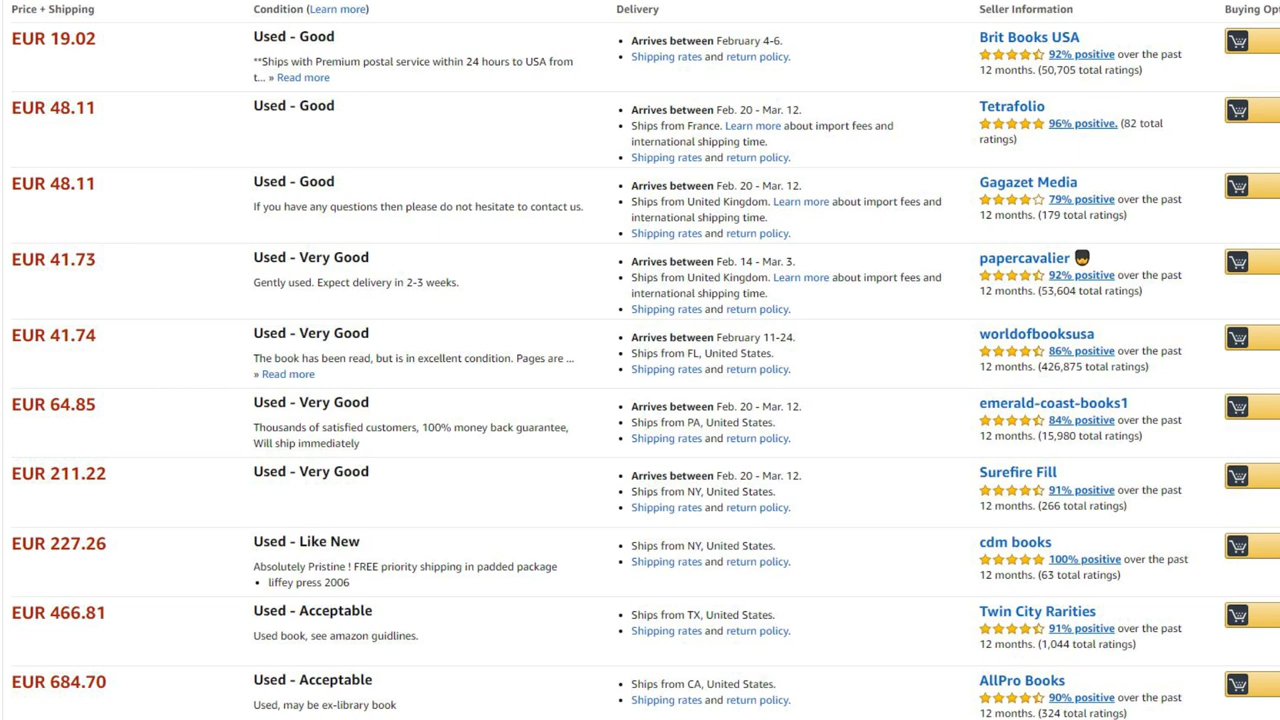 Price + Shipping
Condition (Learn more)
Delivery
Seller Information
Buying Opt
EUR 19.02
Used - Good
**Ships with Premium postal service within 24 hours to USA from
t... » Read more
• Arrives between February 4-6.
• Shipping rates and return policy.
Brit Books USA
92% positive over the past
12 months. (50,705 total ratings)
EUR 48.11
Used - Good
• Arrives between Feb. 20 - Mar. 12.
• Ships from France. Learn more about import fees and
international shipping time.
• Shipping rates and return policy.
Tetrafolio
96% positive. (82 total
ratings)
EUR 48.11
Used - Good
If you have any questions then please do not hesitate to contact us.
• Arrives between Feb. 20 - Mar. 12.
• Ships from United Kingdom. Learn more about import fees and
international shipping time.
• Shipping rates and return policy.
Gagazet Media
79% positive over the past
12 months. (179 total ratings)
EUR 41.73
Used - Very Good
Gently used. Expect delivery in 2-3 weeks.
• Arrives between Feb. 14 - Mar. 3.
• Ships from United Kingdom. Learn more about import fees and
international shipping time.
• Shipping rates and return policy.
papercavalier
92% positive over the past
12 months. (53,604 total ratings)
EUR 41.74
Used - Very Good
The book has been read, but is in excellent condition. Pages are ...
» Read more
• Arrives between February 11-24.
• Ships from FL, United States.
• Shipping rates and return policy.
worldofbooksusa
86% positive over the past
12 months. (426,875 total ratings)
EUR 64.85
Used - Very Good
Thousands of satisfied customers, 100% money back guarantee,
Will ship immediately
• Arrives between Feb. 20 - Mar. 12.
• Ships from PA, United States.
• Shipping rates and return policy.
emerald-coast-books1
84% positive over the past
12 months. (15,980 total ratings)
EUR 211.22
Used - Very Good
• Arrives between Feb. 20 - Mar. 12.
• Ships from NY, United States.
• Shipping rates and return policy.
Surefire Fill
91% positive over the past
12 months. (266 total ratings)
EUR 227.26
Used - Like New
Absolutely Pristine ! FREE priority shipping in padded package
• liffey press 2006
• Ships from NY, United States.
• Shipping rates and return policy.
cdm books
100% positive over the past
12 months. (63 total ratings)
EUR 466.81
Used - Acceptable
Used book, see amazon guidlines.
• Ships from TX, United States.
• Shipping rates and return policy.
Twin City Rarities
91% positive over the past
12 months. (1,044 total ratings)
EUR 684.70
Used - Acceptable
Used, may be ex-library book
• Ships from CA, United States.
• Shipping rates and return policy.
AllPro Books
90% positive over the past
12 months. (324 total ratings)